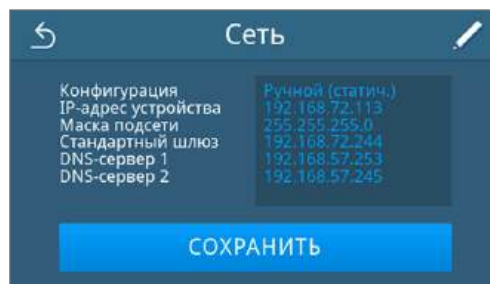 Сеть
Конфигурация Ручной (статич.)
IP-адрес устройства 192.168.72.113
Маска подсети 255.255.255.0
Стандартный шлюз 192.168.72.244
DNS-сервер 1 192.168.57.253
DNS-сервер 2 192.168.57.245
СОХРАНИТЬ